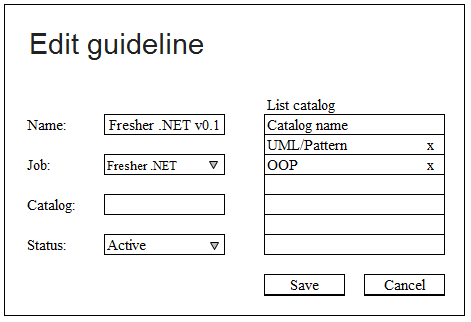 Edit guideline
List catalog
Name: Fresher .NET v0.1 Catalog name
UML/Pattern x
Job: Fresher .NET OOP x
Catalog:
Status: Active
Save Cancel